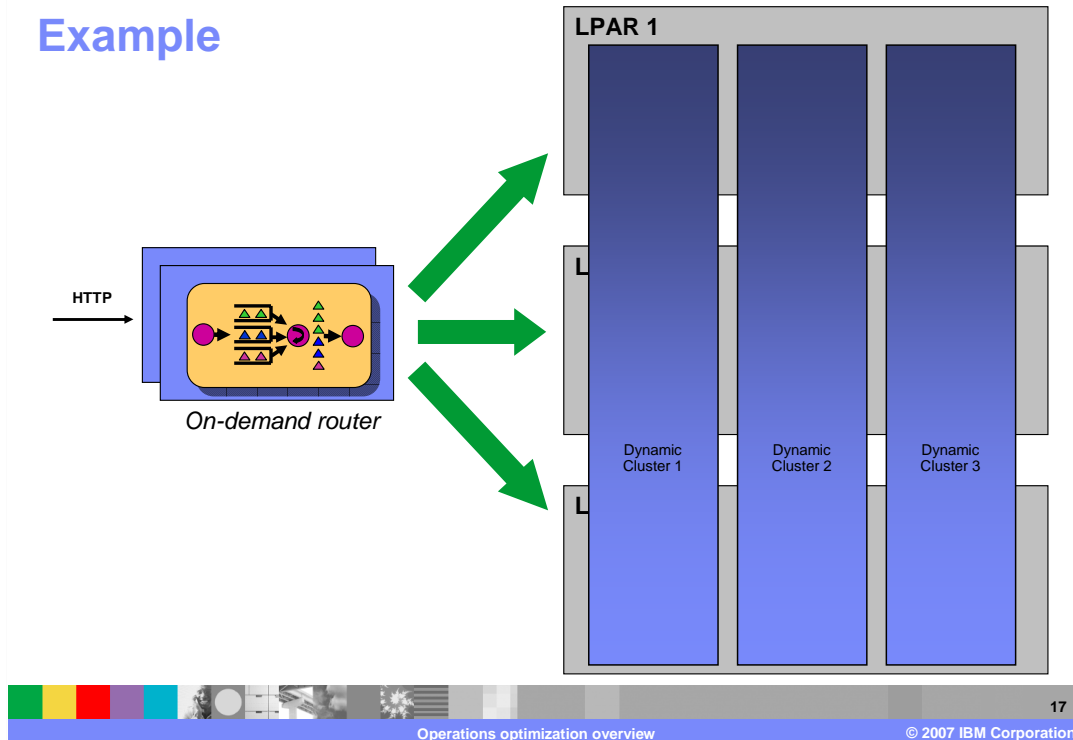 Example
LPAR 1
HTTP
L
On-demand router
Dynamic
Cluster 1
Dynamic
Cluster 2
Dynamic
Cluster 3
L
17
Operations optimization overview
© 2007 IBM Corporation